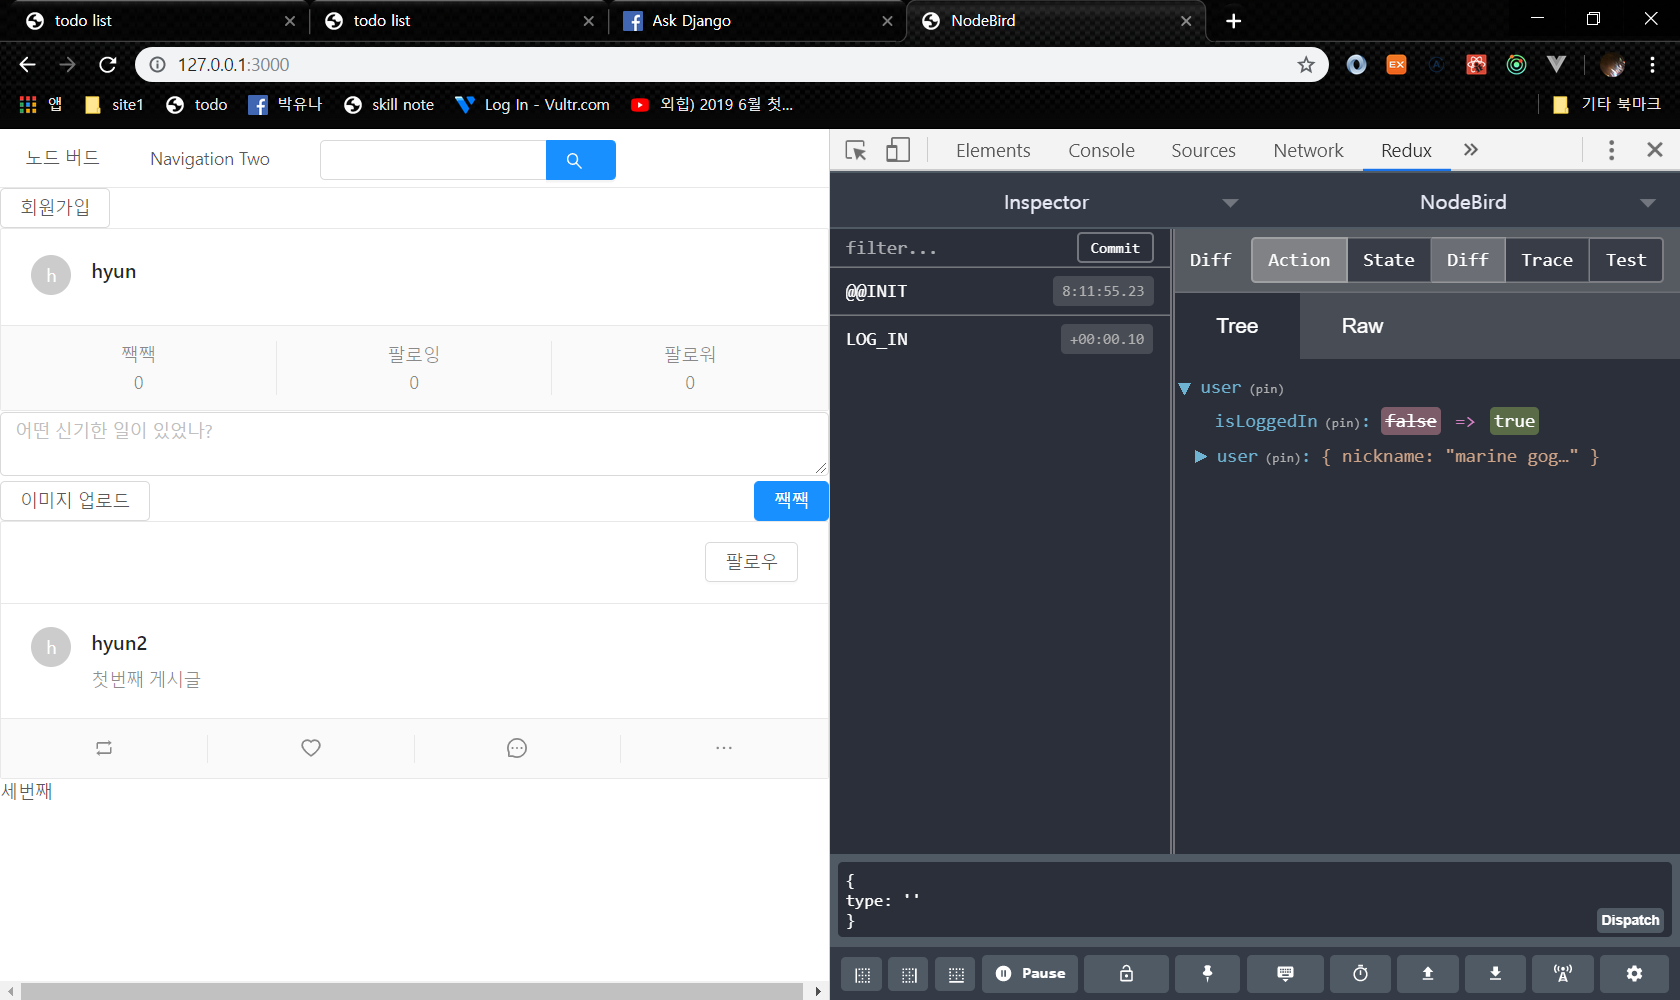 todo list
todo list
Ask Django
NodeBird
127.0.0.1:3000
앱
site1
todo
박유나
skill note
Log In - Vultr.com
외힙) 2019 6월 첫...
기타 북마크
노드 버드
Navigation Two
회원가입
h
hyun
짹짹
0
팔로잉
0
팔로워
0
어떤 신기한 일이 있었나?
이미지 업로드
짹짹
팔로우
h
hyun2
첫번째 게시글
세번째
Elements
Console
Sources
Network
Redux
Inspector
NodeBird
filter...
Commit
@@INIT
8:11:55.23
LOG_IN
+00:00.10
Diff
Action
State
Diff
Trace
Test
Tree
Raw
user (pin)
isLoggedIn (pin): false => true
user (pin): { nickname: "marine gog…" }
{
type: ''
}
Dispatch
Pause